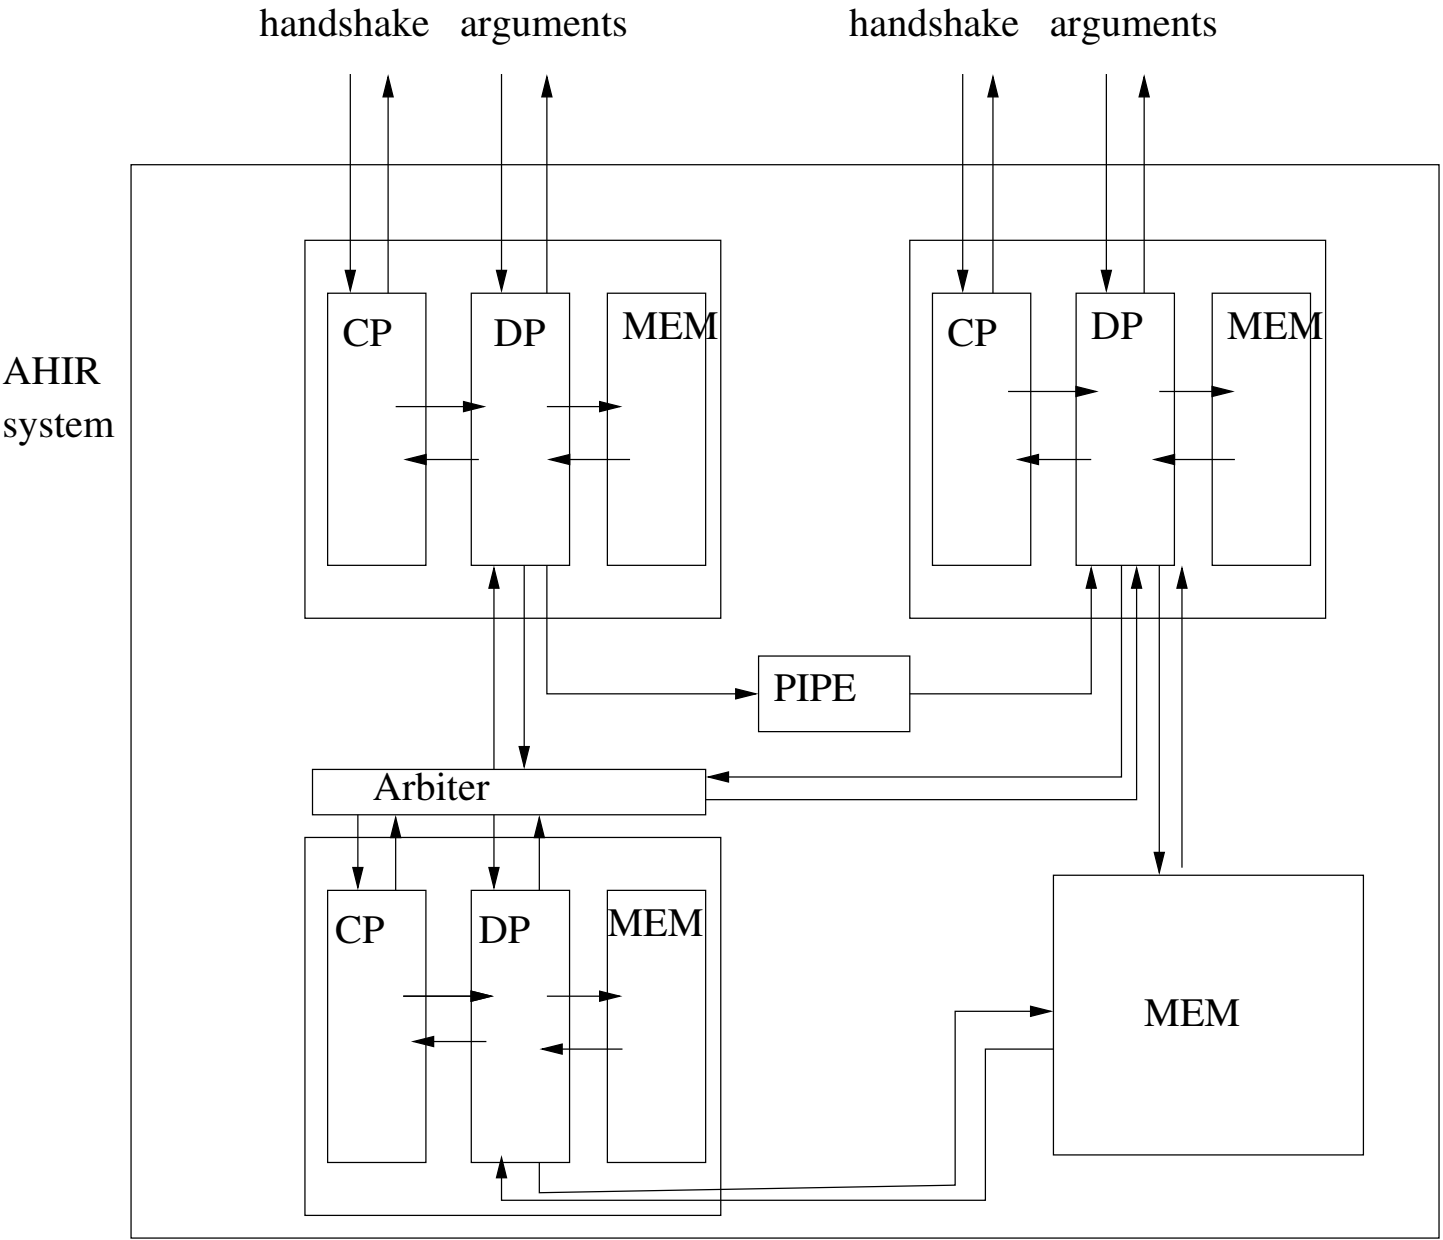 handshake arguments handshake arguments
CP DP MEM CP DP MEM
AHIR
system
PIPE
Arbiter
CP DP MEM
MEM